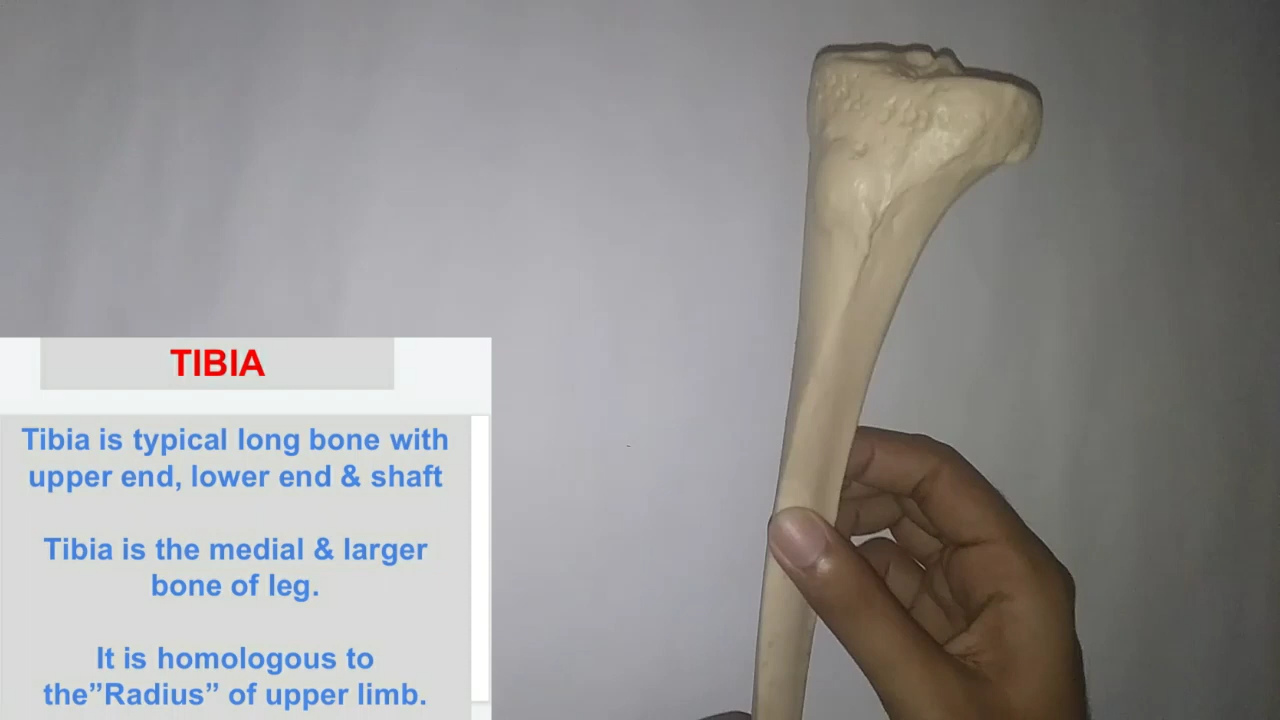 TIBIA
Tibia is typical long bone with
upper end, lower end & shaft
Tibia is the medial & larger
bone of leg.
It is homologous to
the”Radius” of upper limb.